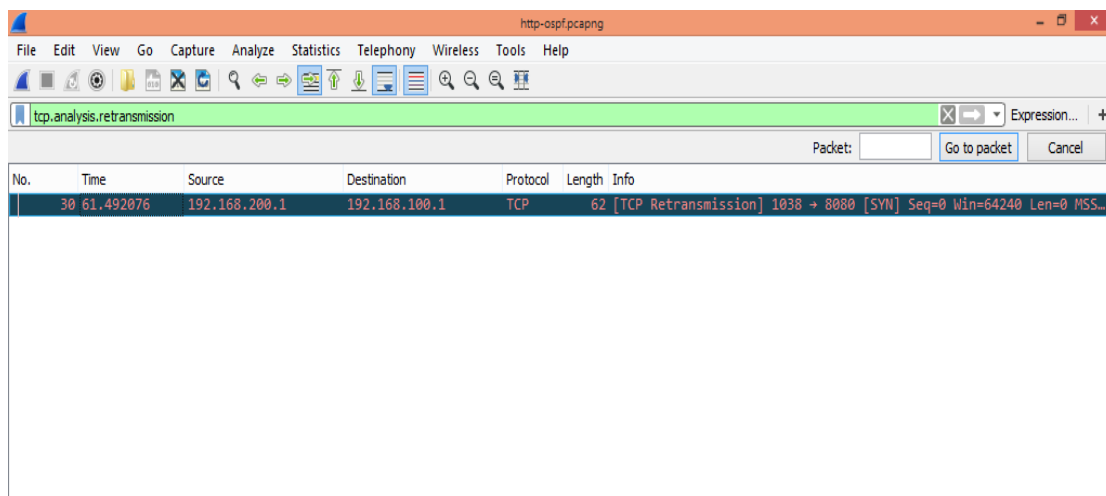 http-ospf.pcapng
File Edit View Go Capture Analyze Statistics Telephony Wireless Tools Help
tcp.analysis.retransmission
Expression... +
Packet: Go to packet Cancel
No. Time Source Destination Protocol Length Info
30 61.492076 192.168.200.1 192.168.100.1 TCP 62 [TCP Retransmission] 1038 → 8080 [SYN] Seq=0 Win=64240 Len=0 MSS…